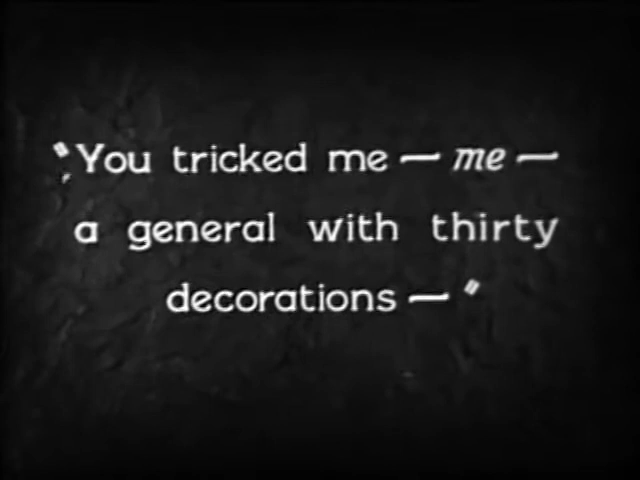 "You tricked me — me —
a general with thirty
decorations — "